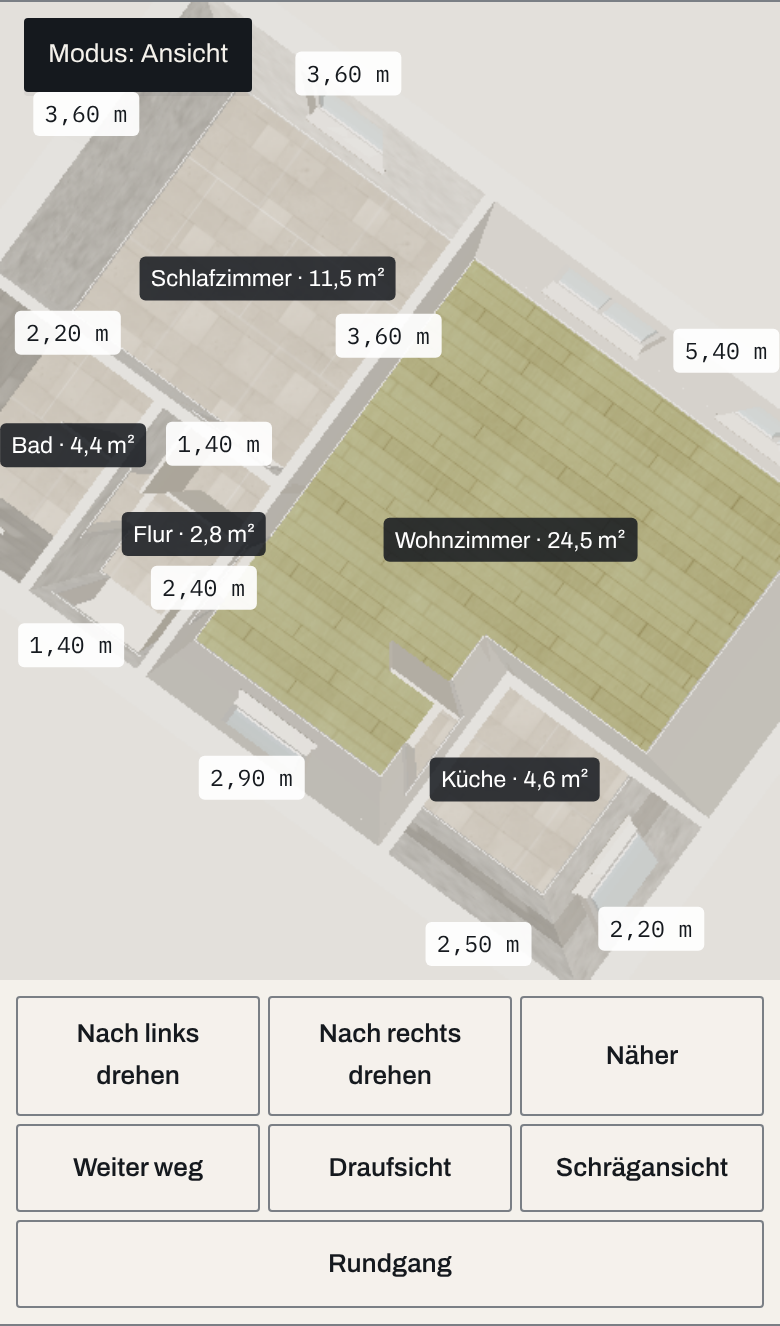 Modus: Ansicht
3,60 m
3,60 m
Schlafzimmer · 11,5 m²
2,20 m
3,60 m
5,40 m
Bad · 4,4 m²
1,40 m
Flur · 2,8 m²
Wohnzimmer · 24,5 m²
2,40 m
1,40 m
2,90 m
Küche · 4,6 m²
2,50 m
2,20 m
Nach links
drehen
Nach rechts
drehen
Näher
Weiter weg
Draufsicht
Schrägansicht
Rundgang